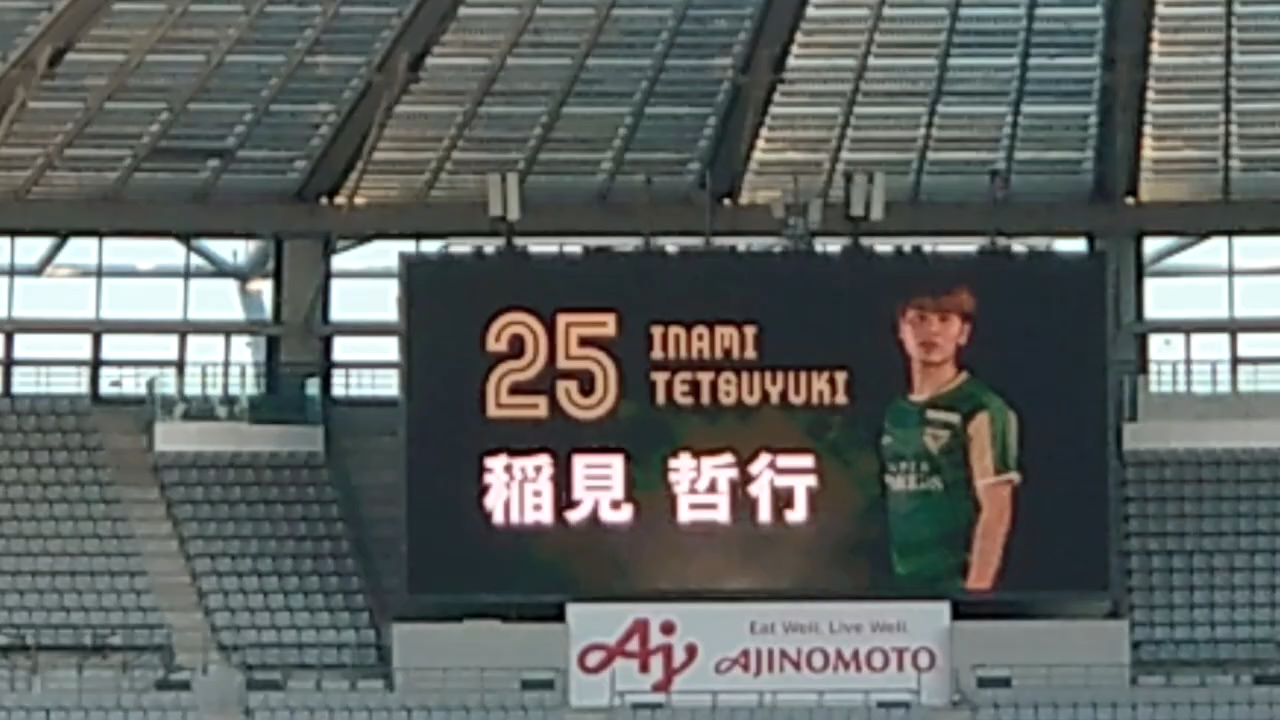 25
INAMI
TETSUYUKI
稲見 哲行
Eat Well, Live Well.
Aj AJINOMOTO